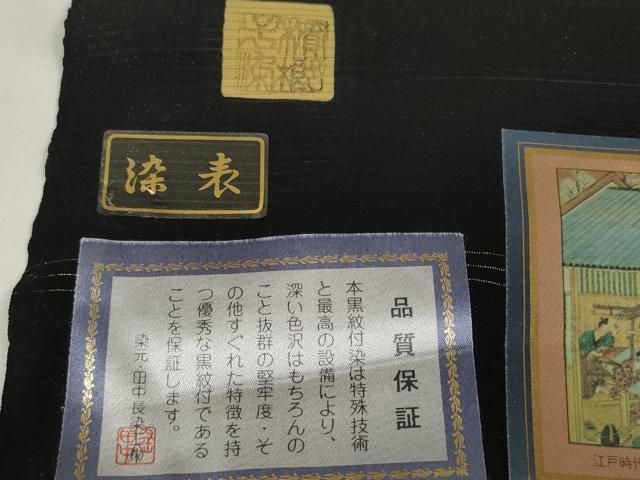 表染
品質保証
本黒紋付染は特殊技術
と最高の設備により、
深い色沢はもちろんの
こと抜群の堅牢度・そ
の他すぐれた特徴を持
つ優秀な黒紋付である
ことを保証します。
染元・田中長染工㈱
江戸時代